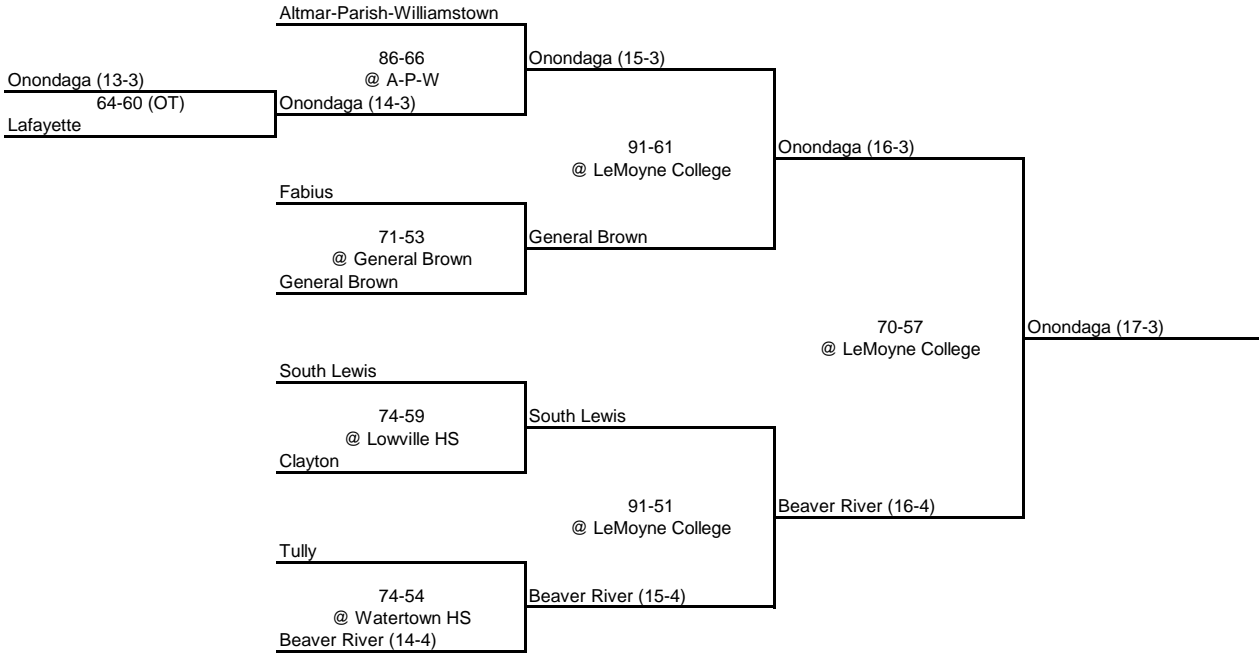 Altmar-Parish-Williamstown
86-66
@ A-P-W
Onondaga (15-3)
Onondaga (13-3)
64-60 (OT)
Onondaga (14-3)
Lafayette
91-61
@ LeMoyne College
Onondaga (16-3)
Fabius
71-53
@ General Brown
General Brown
General Brown
70-57
@ LeMoyne College
Onondaga (17-3)
South Lewis
74-59
@ Lowville HS
South Lewis
Clayton
91-51
@ LeMoyne College
Beaver River (16-4)
Tully
74-54
@ Watertown HS
Beaver River (15-4)
Beaver River (14-4)